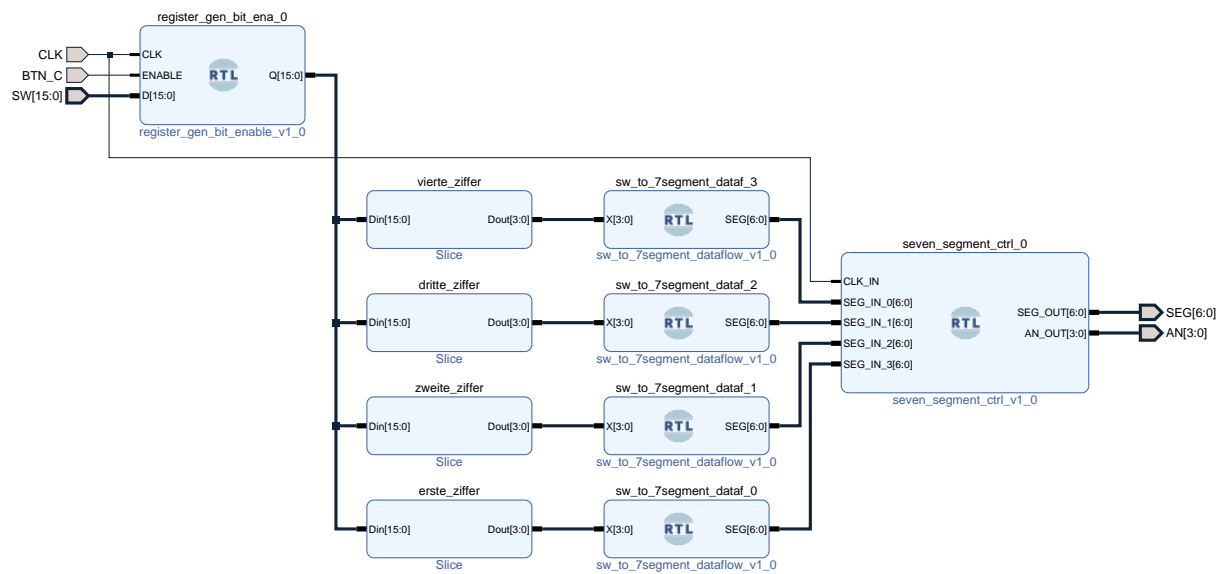 register_gen_bit_ena_0
CLK
CLK
BTN_C
ENABLE
RTL
Q[15:0]
SW[15:0]
D[15:0]
register_gen_bit_enable_v1_0
vierte_ziffer
sw_to_7segment_dataf_3
Din[15:0]
Dout[3:0]
X[3:0]
RTL
SEG[6:0]
Slice
sw_to_7segment_dataflow_v1_0
dritte_ziffer
sw_to_7segment_dataf_2
Din[15:0]
Dout[3:0]
X[3:0]
RTL
SEG[6:0]
Slice
sw_to_7segment_dataflow_v1_0
zweite_ziffer
sw_to_7segment_dataf_1
Din[15:0]
Dout[3:0]
X[3:0]
RTL
SEG[6:0]
Slice
sw_to_7segment_dataflow_v1_0
erste_ziffer
sw_to_7segment_dataf_0
Din[15:0]
Dout[3:0]
X[3:0]
RTL
SEG[6:0]
Slice
sw_to_7segment_dataflow_v1_0
seven_segment_ctrl_0
CLK_IN
SEG_IN_0[6:0]
SEG_IN_1[6:0]
SEG_IN_2[6:0]
SEG_IN_3[6:0]
RTL
SEG_OUT[6:0]
AN_OUT[3:0]
SEG[6:0]
AN[3:0]
seven_segment_ctrl_v1_0